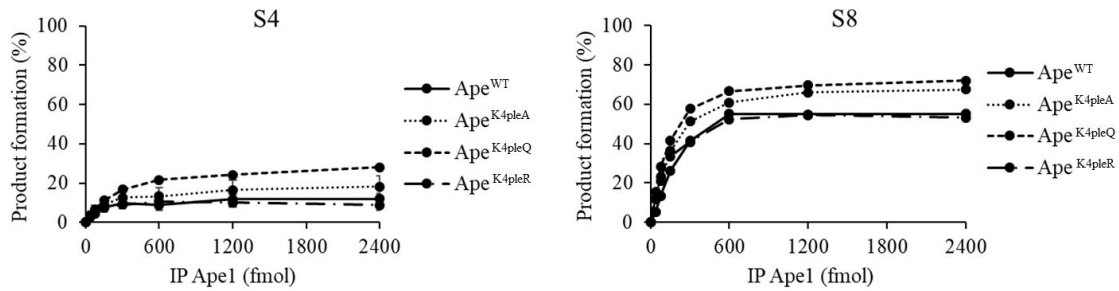 S4
Product formation (%)
100
80
60
40
20
0
0 600 1200 1800 2400
IP Ape1 (fmol)
Ape^WT
Ape^K4pleA
Ape^K4pleQ
Ape^K4pleR
S8
Product formation (%)
100
80
60
40
20
0
0 600 1200 1800 2400
IP Ape1 (fmol)
Ape^WT
Ape^K4pleA
Ape^K4pleQ
Ape^K4pleR